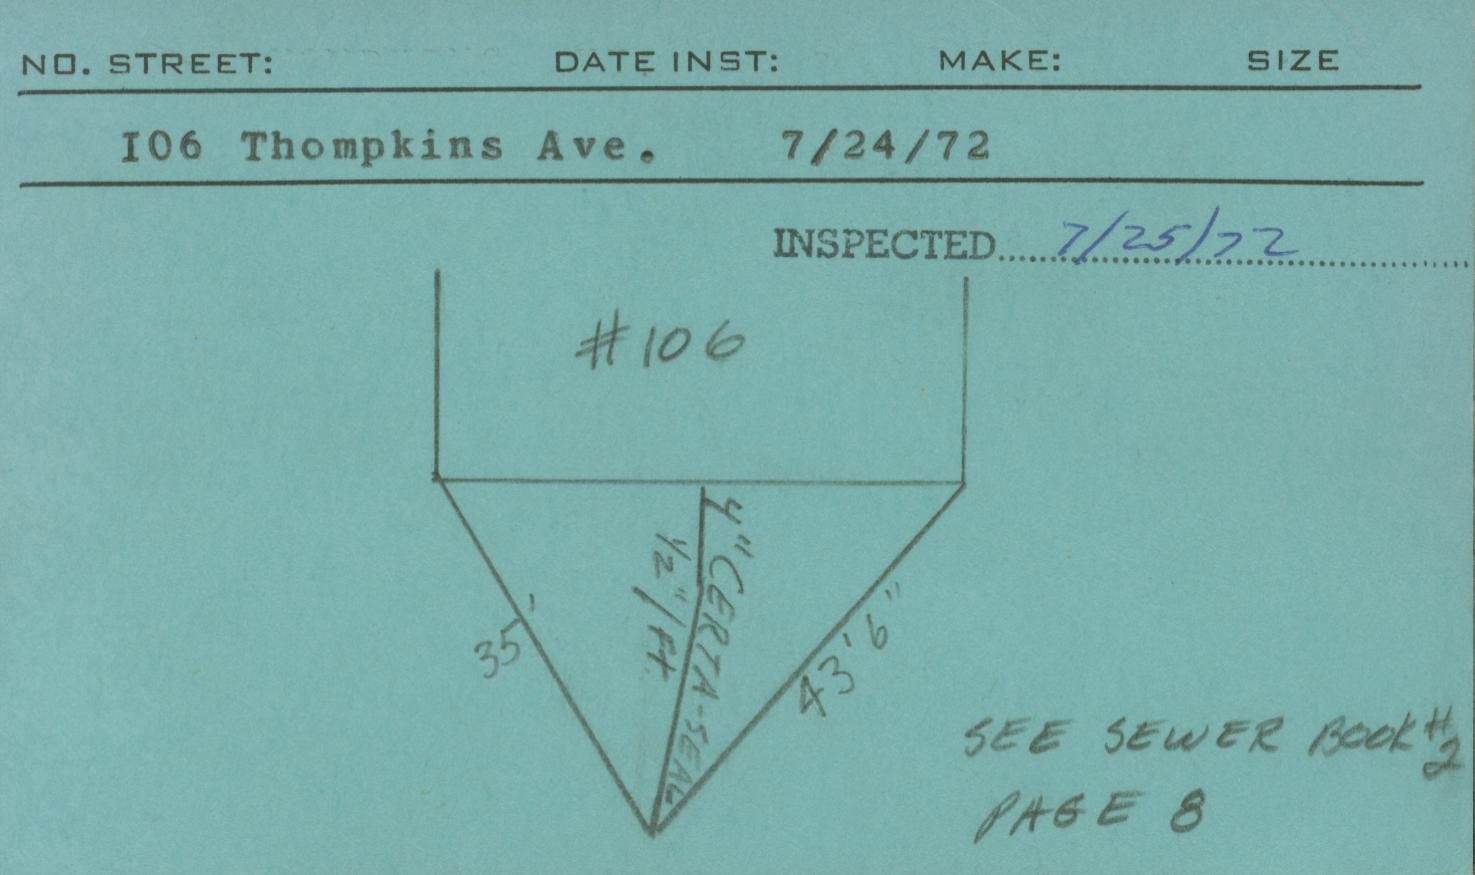 NO. STREET: DATE INST: MAKE: SIZE
I06 Thompkins Ave. 7/24/72
INSPECTED 7/25/72
#106
4" CERTA-SEAL
1/2"/Ft.
35'
43'6"
SEE SEWER BOOK #2
PAGE 8